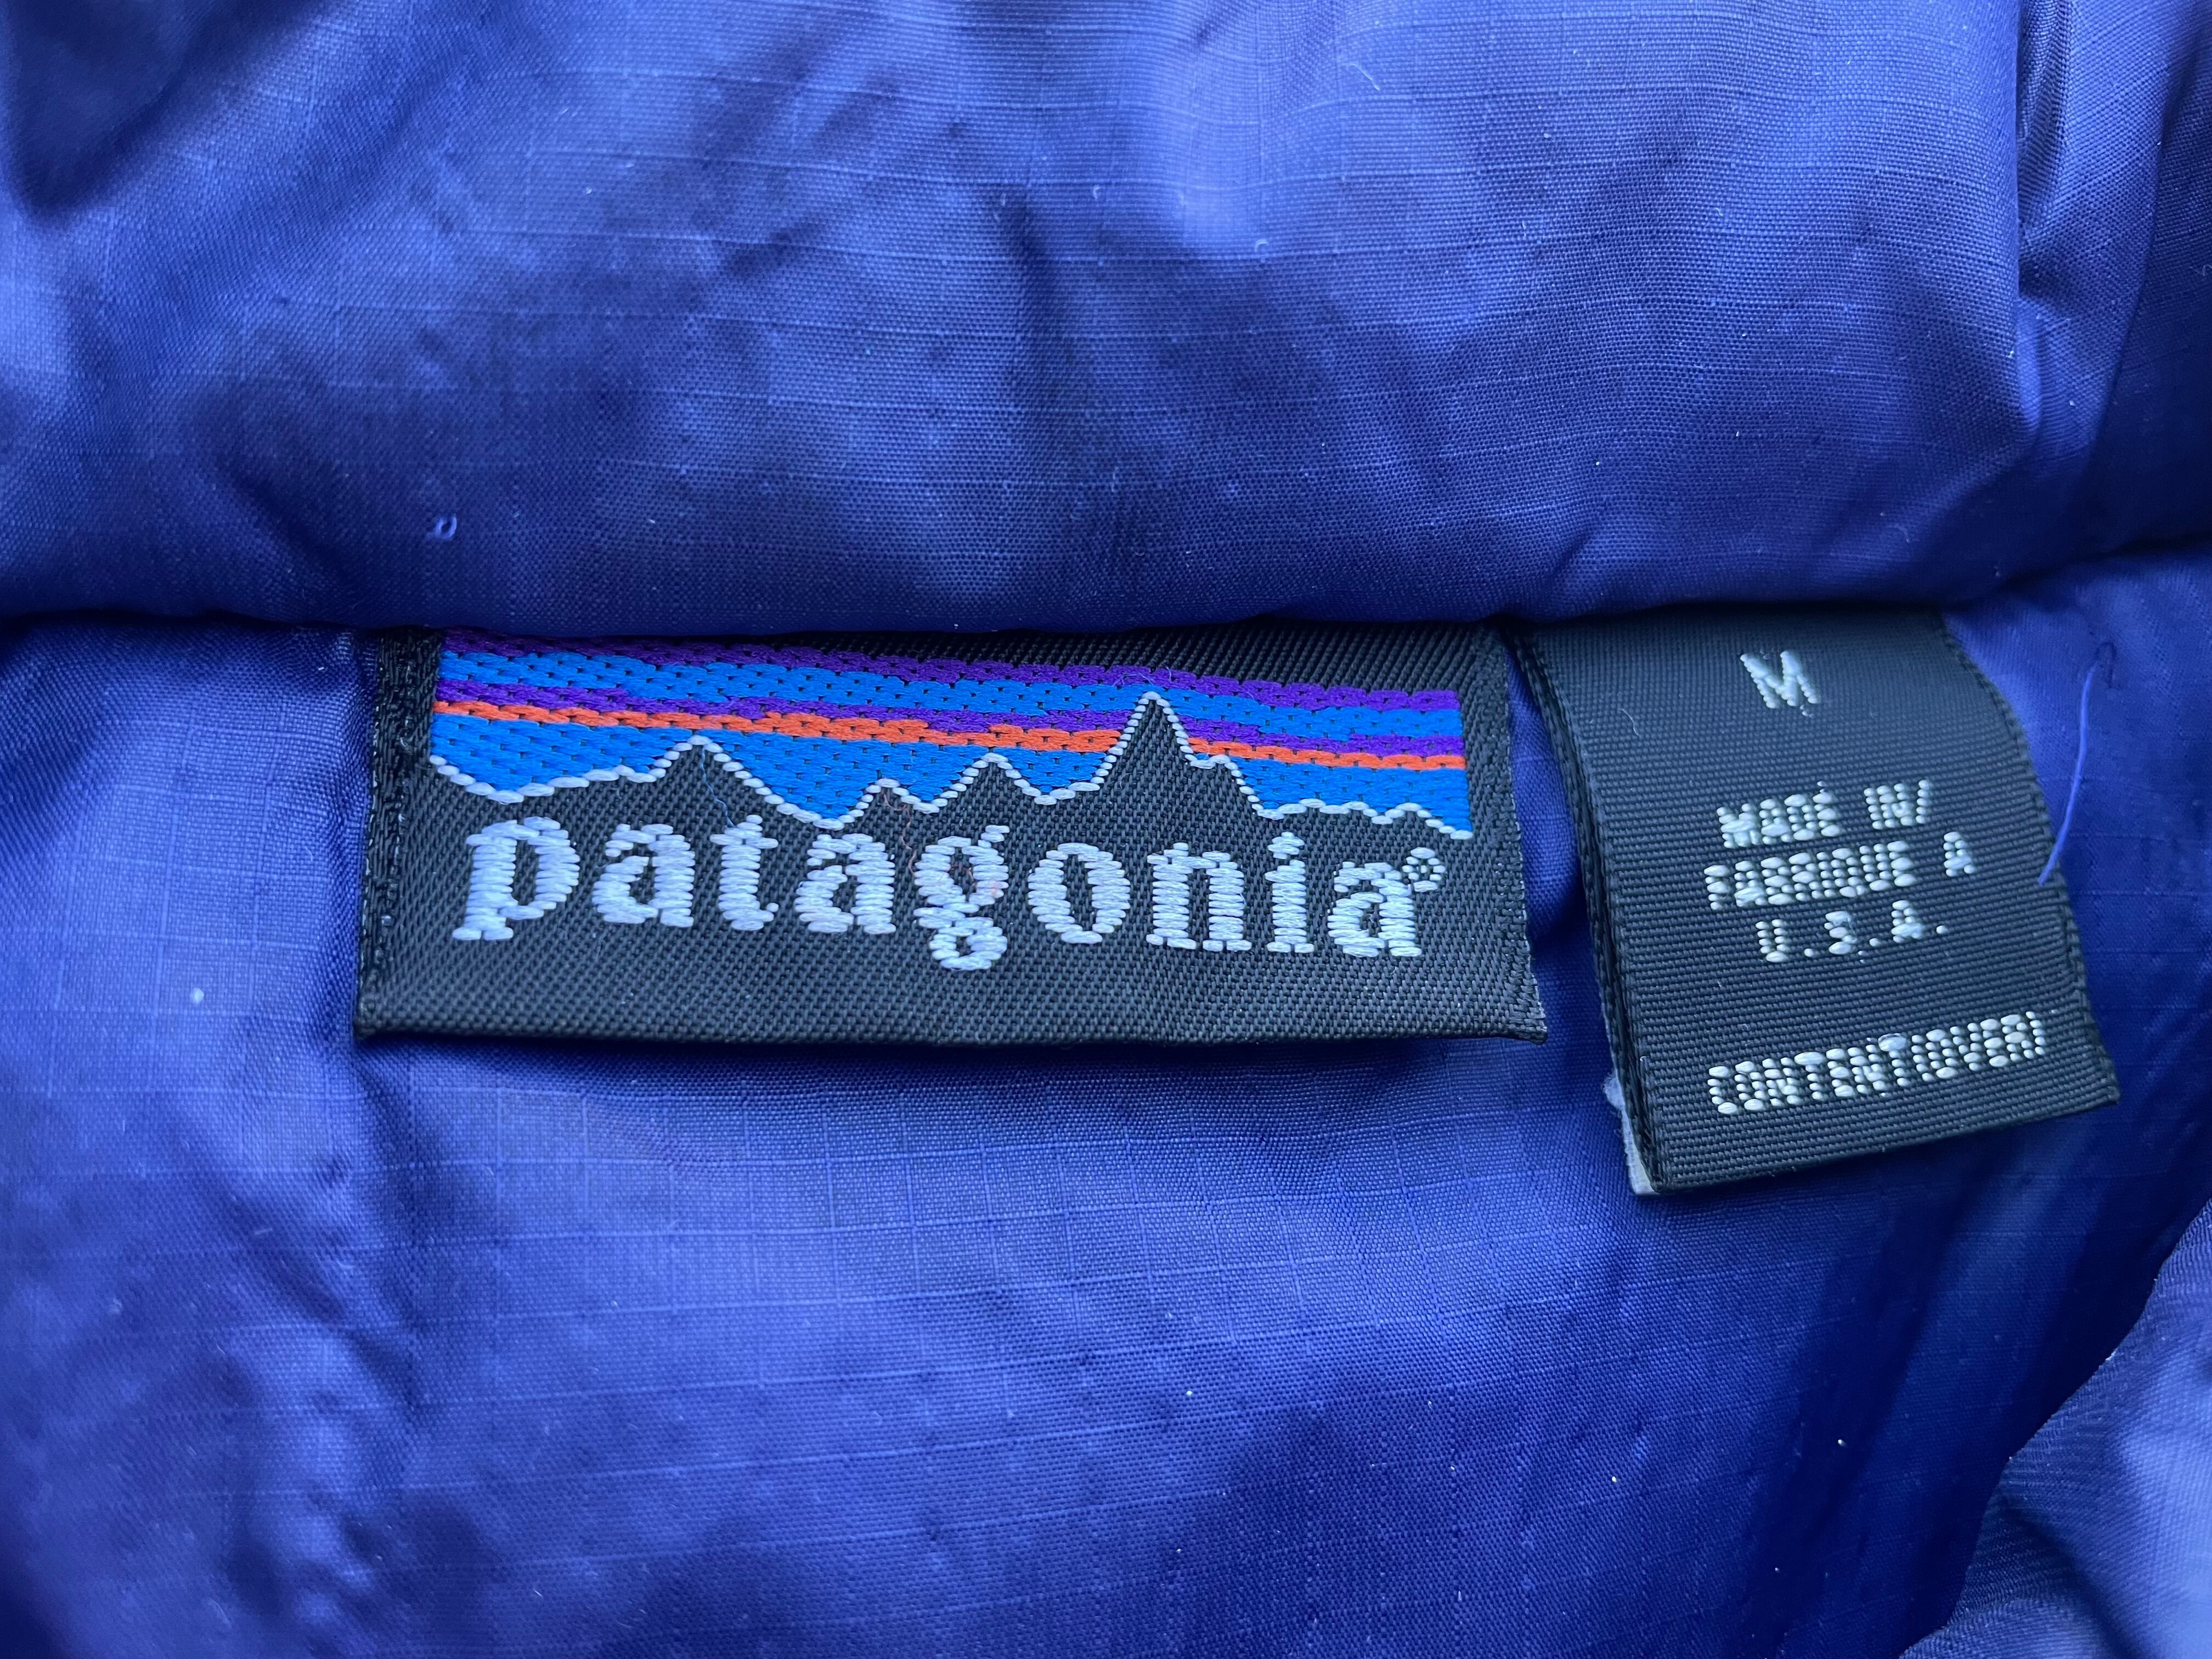 patagonia®
M
MADE IN/
FABRIQUE A
U.S.A.
CONTENT(OVER)